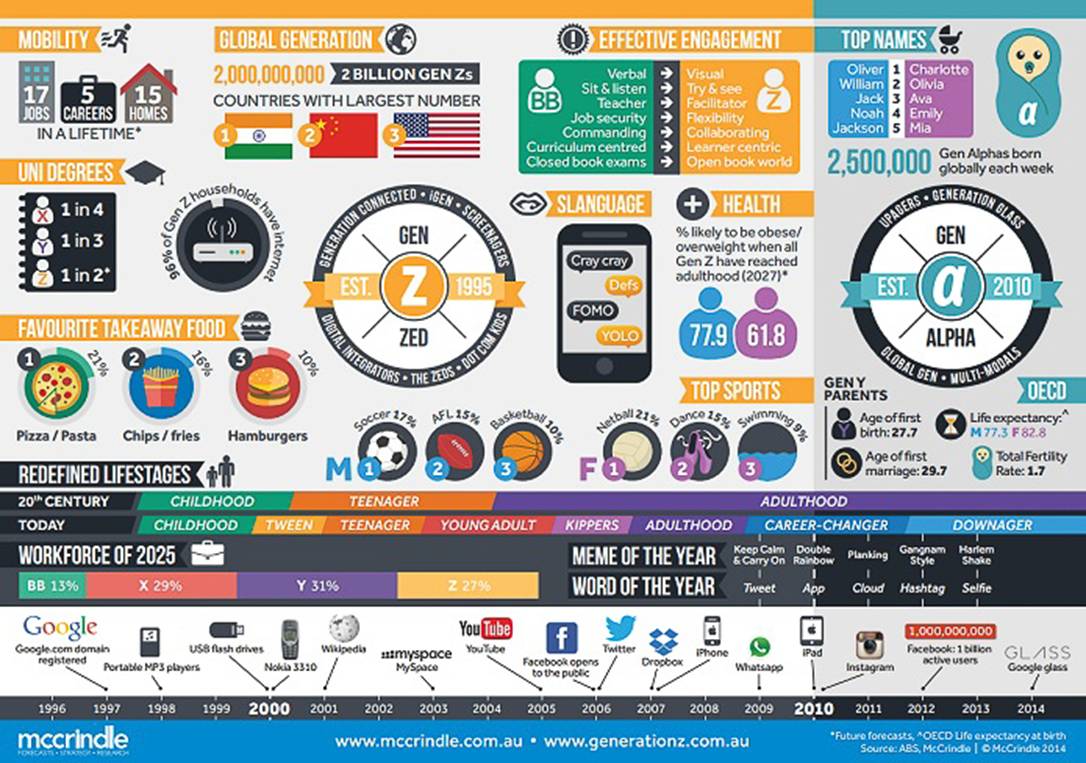 MOBILITY
17 JOBS
5 CAREERS
15 HOMES
IN A LIFETIME*
GLOBAL GENERATION
2,000,000,000 2 BILLION GEN Zs
COUNTRIES WITH LARGEST NUMBER
1 2 3
EFFECTIVE ENGAGEMENT
BB
Z
Verbal Visual
Sit & listen Try & see
Teacher Facilitator
Job security Flexibility
Commanding Collaborating
Curriculum centred Learner centric
Closed book exams Open book world
TOP NAMES
Oliver 1 Charlotte
William 2 Olivia
Jack 3 Ava
Noah 4 Emily
Jackson 5 Mia
α
2,500,000 Gen Alphas born
globally each week
UNI DEGREES
X 1 in 4
Y 1 in 3
Z 1 in 2*
96% of Gen Z households have internet
GENERATION CONNECTED • iGEN • SCREENAGERS
GEN
EST. Z 1995
ZED
DIGITAL INTEGRATORS • THE ZEDS • DOT COM KIDS
SLANGUAGE
Cray cray
Defs
FOMO
YOLO
HEALTH
% likely to be obese/
overweight when all
Gen Z have reached
adulthood (2027)*
77.9 61.8
UPAGERS • GENERATION GLASS
GEN
EST. α 2010
ALPHA
GLOBAL GEN • MULTI-MODALS
FAVOURITE TAKEAWAY FOOD
1 21%
2 16%
3 10%
Pizza / Pasta
Chips / fries
Hamburgers
TOP SPORTS
Soccer 17% AFL 15% Basketball 10%
M 1 2 3
Netball 21% Dance 15% Swimming 9%
F 1 2 3
GEN Y
PARENTS
OECD
Age of first
birth: 27.7
Life expectancy:^
M 77.3 F 82.8
Age of first
marriage: 29.7
Total Fertility
Rate: 1.7
REDEFINED LIFESTAGES
20th CENTURY CHILDHOOD TEENAGER ADULTHOOD
TODAY CHILDHOOD TWEEN TEENAGER YOUNG ADULT KIPPERS ADULTHOOD CAREER-CHANGER DOWNAGER
WORKFORCE OF 2025
BB 13% X 29% Y 31% Z 27%
MEME OF THE YEAR
Keep Calm
& Carry On
Double
Rainbow
Planking
Gangnam
Style
Harlem
Shake
WORD OF THE YEAR Tweet App Cloud Hashtag Selfie
Google
Google.com domain
registered
Portable MP3 players
USB flash drives
Nokia 3310
Wikipedia
myspace
MySpace
YouTube
YouTube
f
Facebook opens
to the public
Twitter
Dropbox
iPhone
Whatsapp
iPad
Instagram
1,000,000,000
Facebook: 1 billion
active users
GLASS
Google glass
1996 1997 1998 1999 2000 2001 2002 2003 2004 2005 2006 2007 2008 2009 2010 2011 2012 2013 2014
mccrindle
FORECASTS • STRATEGY • RESEARCH
www.mccrindle.com.au • www.generationz.com.au
*Future forecasts, ^OECD Life expectancy at birth
Source: ABS, McCrindle | © McCrindle 2014